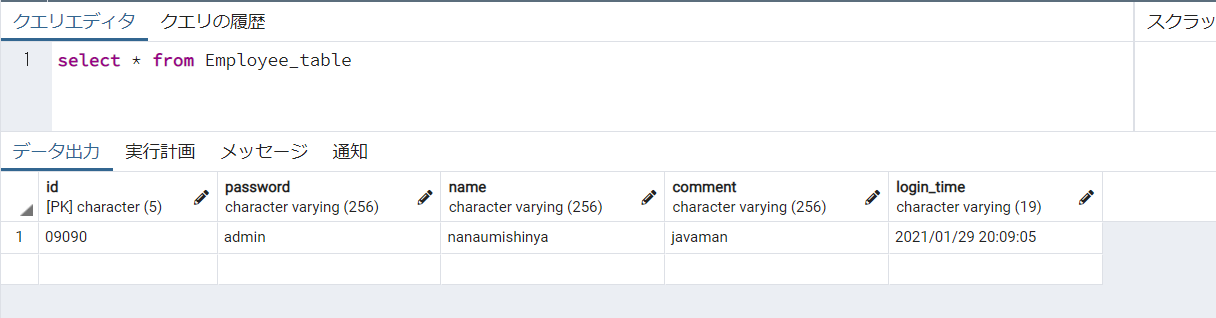 クエリエディタ クエリの履歴 スクラッ
1 select * from Employee_table
データ出力 実行計画 メッセージ 通知
id password name comment login_time
[PK] character (5) character varying (256) character varying (256) character varying (256) character varying (19)
1 09090 admin nanaumishinya javaman 2021/01/29 20:09:05